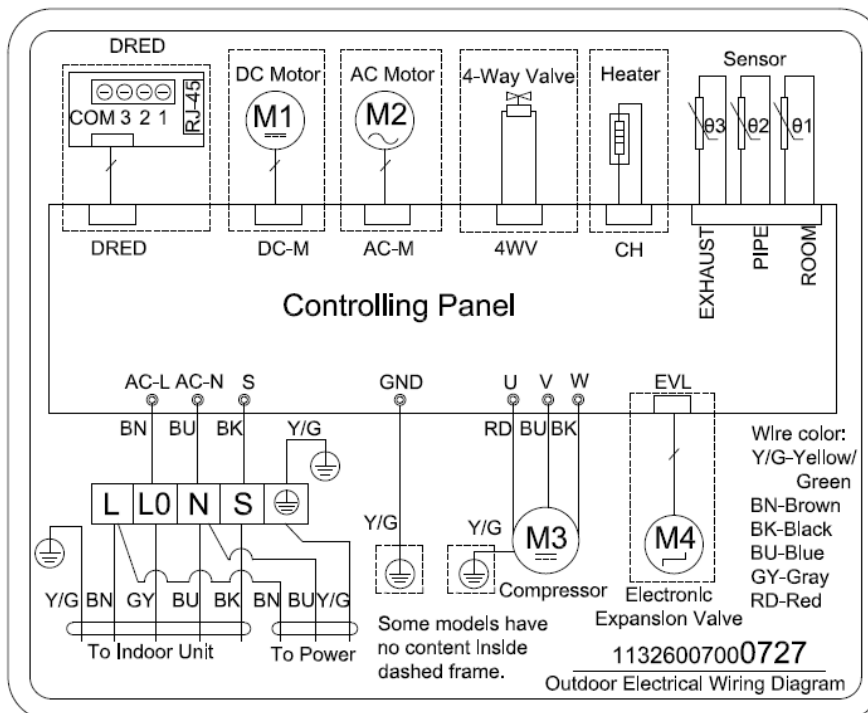 DRED
DC Motor
AC Motor
4-Way Valve
Heater
Sensor
COM 3 2 1
RJ-45
M1
M2
θ3
θ2
θ1
DRED
DC-M
AC-M
4WV
CH
EXHAUST
PIPE
ROOM
Controlling Panel
AC-L
AC-N
S
GND
U
V
W
EVL
BN
BU
BK
Y/G
RD
BU
BK
L
L0
N
S
Y/G
Y/G
M3
M4
Compressor
Electronic
Expansion Valve
Y/G
BN
GY
BU
BK
BN
BU
Y/G
To Indoor Unit
To Power
Some models have
no content inside
dashed frame.
Wire color:
Y/G-Yellow/
Green
BN-Brown
BK-Black
BU-Blue
GY-Gray
RD-Red
11326007000727
Outdoor Electrical Wiring Diagram